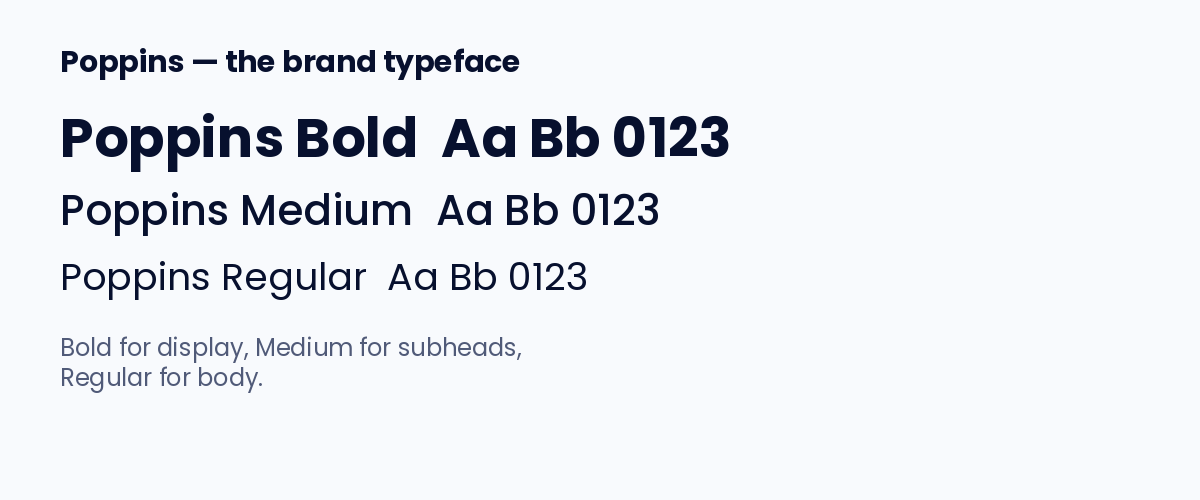 Poppins — the brand typeface
Poppins Bold  Aa Bb 0123
Poppins Medium  Aa Bb 0123
Poppins Regular  Aa Bb 0123
Bold for display, Medium for subheads,
Regular for body.